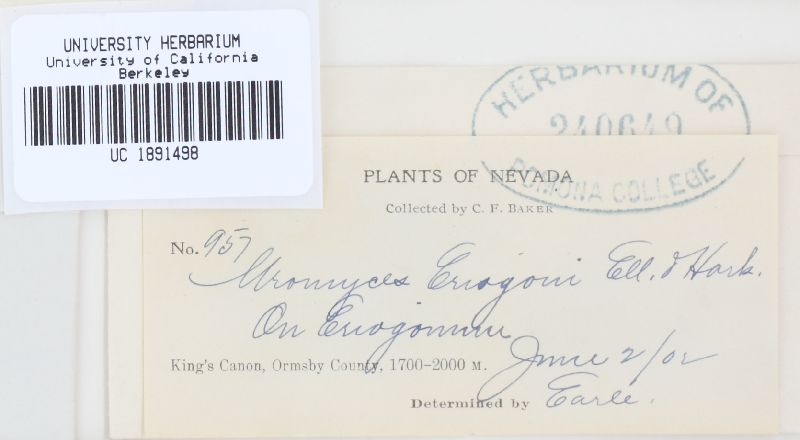 UNIVERSITY HERBARIUM
University of California
Berkeley
UC 1891498
HERBARIUM OF
240649
POMONA COLLEGE
PLANTS OF NEVADA
Collected by C. F. BAKER
No. 957
Uromyces Eriogoni Ell. & Hark.
On Eriogonum
King's Canon, Ormsby County, 1700-2000 M.
June 2/02
Determined by Earle.